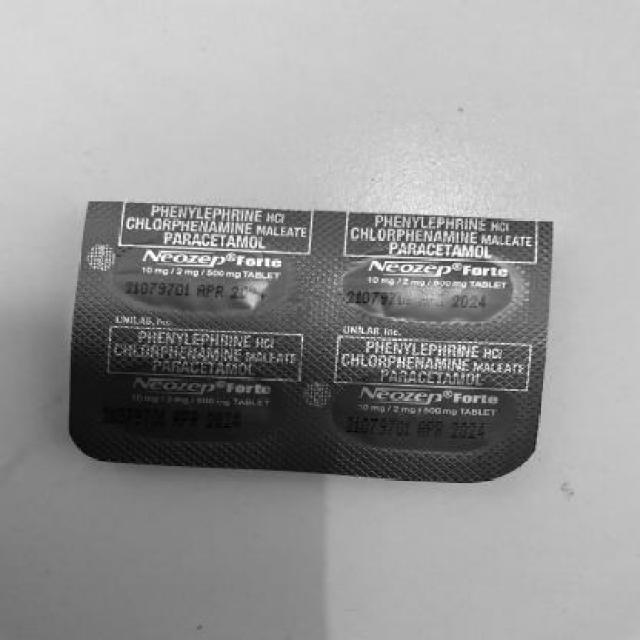 PHENYLEPHRINE HCl
CHLORPHENAMINE MALEATE
PARACETAMOL
Neozep® Forte
10 mg / 2 mg / 500 mg TABLET
21079701 APR 2024
UNILAB, Inc.
PHENYLEPHRINE HCl
CHLORPHENAMINE MALEATE
PARACETAMOL
Neozep® Forte
10 mg / 2 mg / 500 mg TABLET
21079701 APR 2024
PHENYLEPHRINE HCl
CHLORPHENAMINE MALEATE
PARACETAMOL
Neozep® Forte
10 mg / 2 mg / 500 mg TABLET
21079701 APR 2024
UNILAB, Inc.
PHENYLEPHRINE HCl
CHLORPHENAMINE MALEATE
PARACETAMOL
Neozep® Forte
10 mg / 2 mg / 500 mg TABLET
21079701 APR 2024